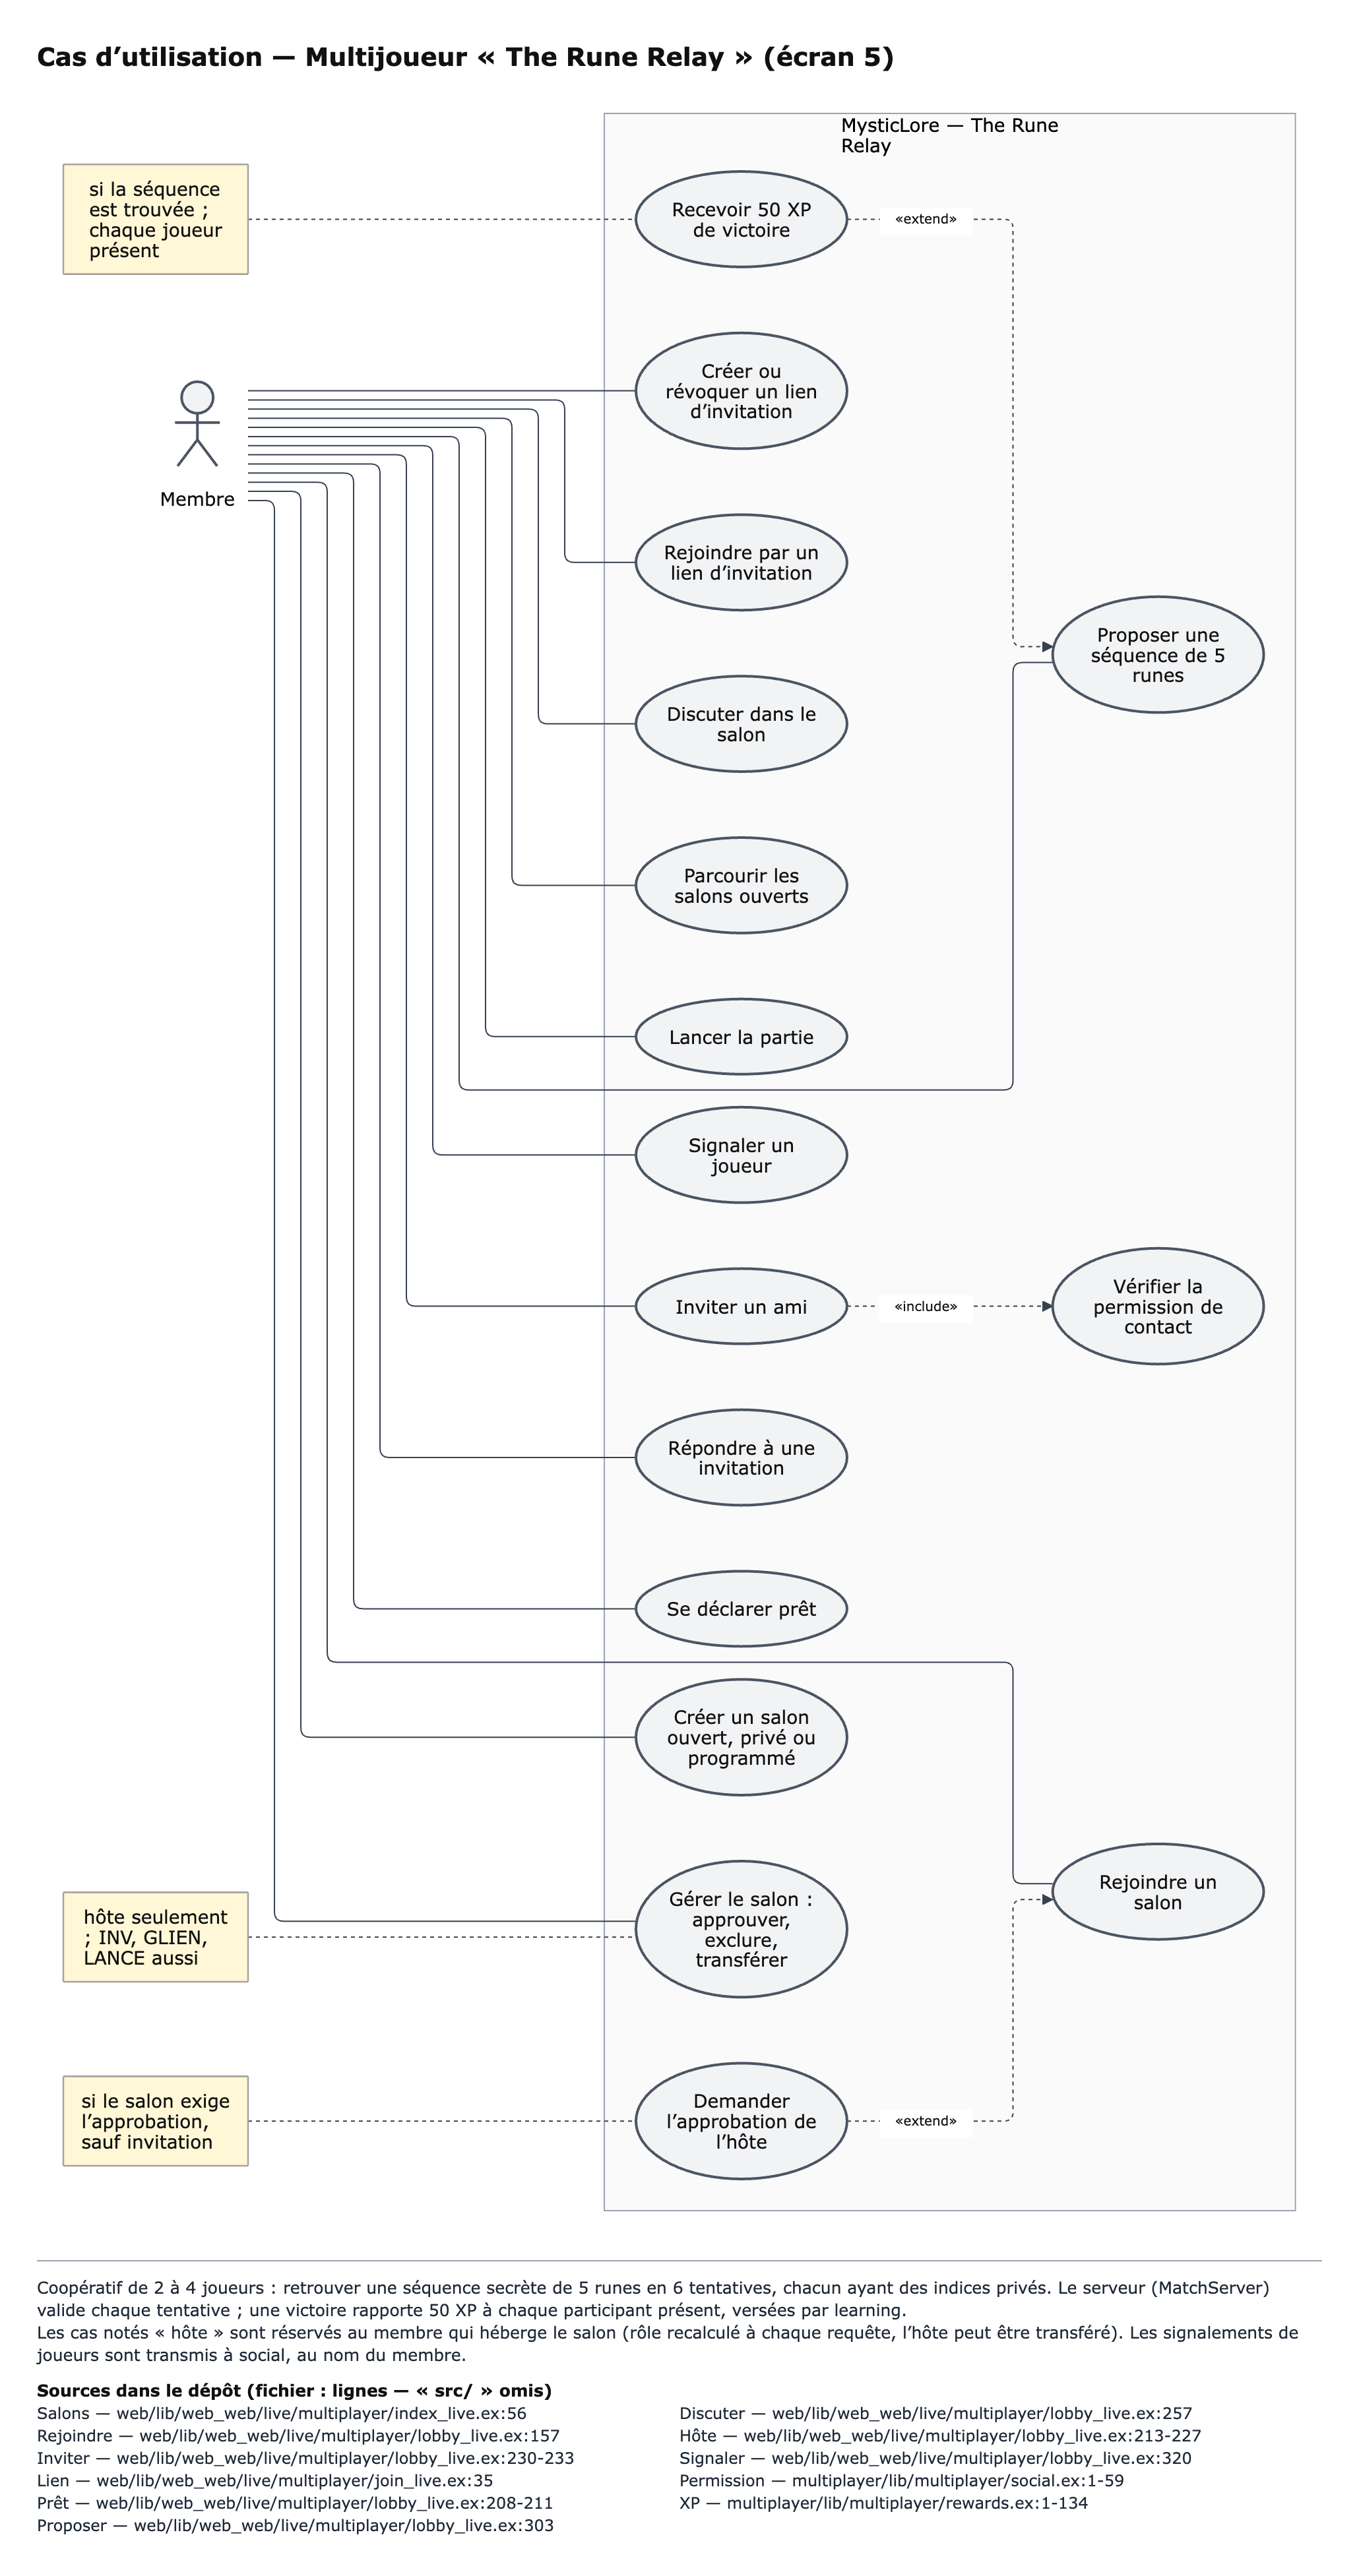 Cas d’utilisation — Multijoueur « The Rune Relay » (écran 5)
MysticLore — The Rune
Relay
si la séquence
est trouvée ;
chaque joueur
présent
Recevoir 50 XP
de victoire
«extend»
Créer ou
révoquer un lien
d’invitation
Membre
Rejoindre par un
lien d’invitation
Proposer une
séquence de 5
runes
Discuter dans le
salon
Parcourir les
salons ouverts
Lancer la partie
Signaler un
joueur
Inviter un ami
«include»
Vérifier la
permission de
contact
Répondre à une
invitation
Se déclarer prêt
Créer un salon
ouvert, privé ou
programmé
Gérer le salon :
approuver,
exclure,
transférer
Rejoindre un
salon
hôte seulement
; INV, GLIEN,
LANCE aussi
si le salon exige
l’approbation,
sauf invitation
Demander
l’approbation de
l’hôte
«extend»
Coopératif de 2 à 4 joueurs : retrouver une séquence secrète de 5 runes en 6 tentatives, chacun ayant des indices privés. Le serveur (MatchServer)
valide chaque tentative ; une victoire rapporte 50 XP à chaque participant présent, versées par learning.
Les cas notés « hôte » sont réservés au membre qui héberge le salon (rôle recalculé à chaque requête, l’hôte peut être transféré). Les signalements de
joueurs sont transmis à social, au nom du membre.
Sources dans le dépôt (fichier : lignes — « src/ » omis)
Salons — web/lib/web_web/live/multiplayer/index_live.ex:56
Rejoindre — web/lib/web_web/live/multiplayer/lobby_live.ex:157
Inviter — web/lib/web_web/live/multiplayer/lobby_live.ex:230-233
Lien — web/lib/web_web/live/multiplayer/join_live.ex:35
Prêt — web/lib/web_web/live/multiplayer/lobby_live.ex:208-211
Proposer — web/lib/web_web/live/multiplayer/lobby_live.ex:303
Discuter — web/lib/web_web/live/multiplayer/lobby_live.ex:257
Hôte — web/lib/web_web/live/multiplayer/lobby_live.ex:213-227
Signaler — web/lib/web_web/live/multiplayer/lobby_live.ex:320
Permission — multiplayer/lib/multiplayer/social.ex:1-59
XP — multiplayer/lib/multiplayer/rewards.ex:1-134